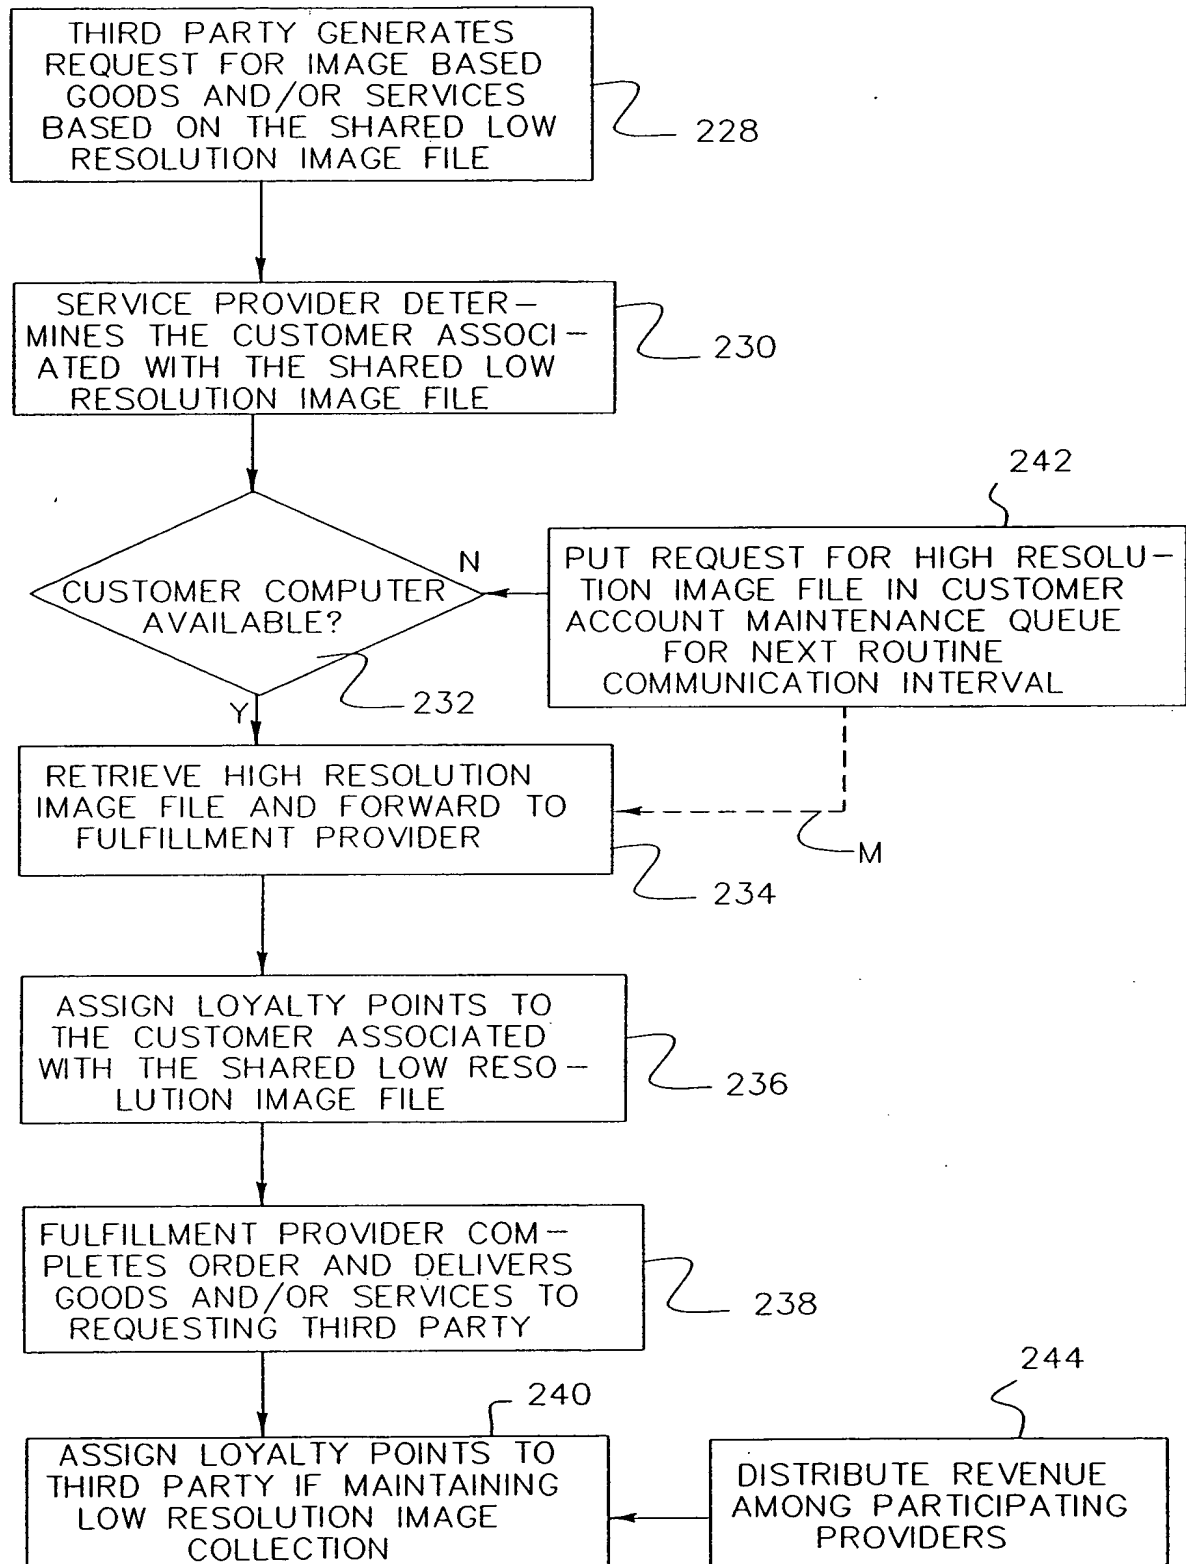 THIRD PARTY GENERATES
REQUEST FOR IMAGE BASED
GOODS AND/OR SERVICES
BASED ON THE SHARED LOW
RESOLUTION IMAGE FILE
228
SERVICE PROVIDER DETER–
MINES THE CUSTOMER ASSOCI–
ATED WITH THE SHARED LOW
RESOLUTION IMAGE FILE
230
CUSTOMER COMPUTER
AVAILABLE?
232
N
Y
242
PUT REQUEST FOR HIGH RESOLU–
TION IMAGE FILE IN CUSTOMER
ACCOUNT MAINTENANCE QUEUE
FOR NEXT ROUTINE
COMMUNICATION INTERVAL
M
RETRIEVE HIGH RESOLUTION
IMAGE FILE AND FORWARD TO
FULFILLMENT PROVIDER
234
ASSIGN LOYALTY POINTS TO
THE CUSTOMER ASSOCIATED
WITH THE SHARED LOW RESO–
LUTION IMAGE FILE
236
FULFILLMENT PROVIDER COM–
PLETES ORDER AND DELIVERS
GOODS AND/OR SERVICES TO
REQUESTING THIRD PARTY
238
240
ASSIGN LOYALTY POINTS TO
THIRD PARTY IF MAINTAINING
LOW RESOLUTION IMAGE
COLLECTION
244
DISTRIBUTE REVENUE
AMONG PARTICIPATING
PROVIDERS